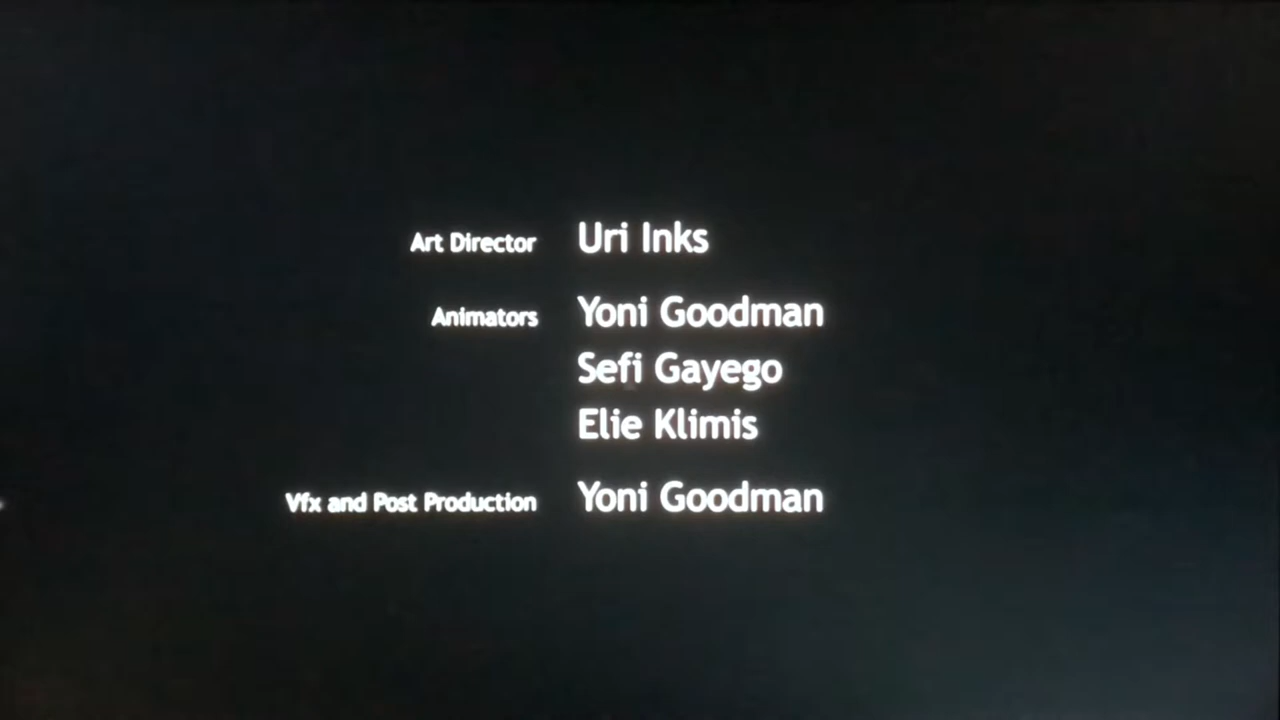 Art Director Uri Inks
Animators Yoni Goodman
Sefi Gayego
Elie Klimis
Vfx and Post Production Yoni Goodman